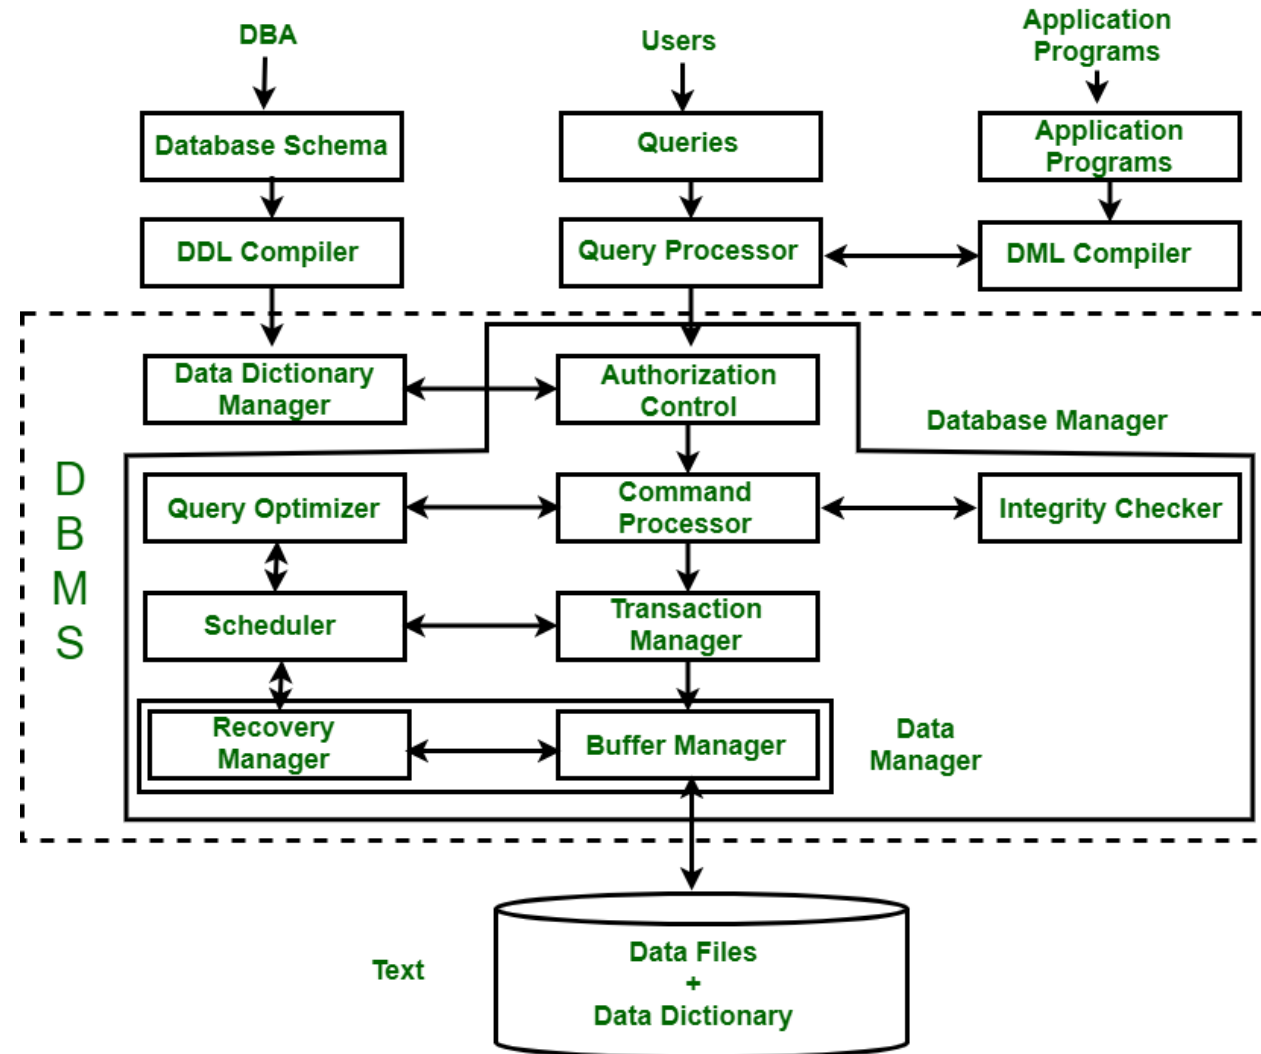 DBA
Users
Application
Programs
Database Schema
Queries
Application
Programs
DDL Compiler
Query Processor
DML Compiler
Data Dictionary
Manager
Authorization
Control
Database Manager
D
B
M
S
Query Optimizer
Command
Processor
Integrity Checker
Scheduler
Transaction
Manager
Recovery
Manager
Buffer Manager
Data
Manager
Text
Data Files
+
Data Dictionary